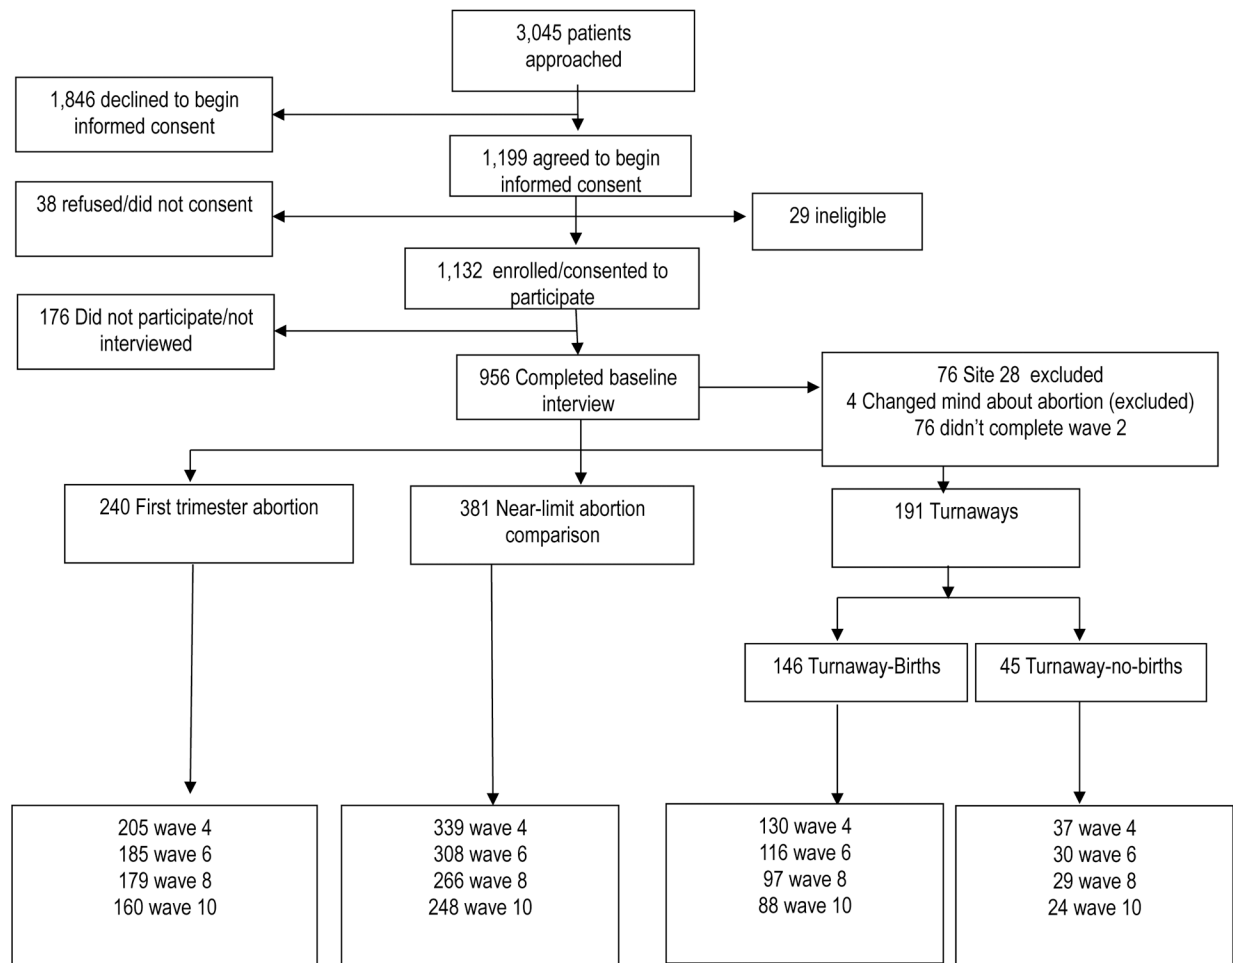 3,045 patients
approached
1,846 declined to begin
informed consent
1,199 agreed to begin
informed consent
38 refused/did not consent
29 ineligible
1,132 enrolled/consented to
participate
176 Did not participate/not
interviewed
956 Completed baseline
interview
76 Site 28 excluded
4 Changed mind about abortion (excluded)
76 didn't complete wave 2
240 First trimester abortion
381 Near-limit abortion
comparison
191 Turnaways
146 Turnaway-Births
45 Turnaway-no-births
205 wave 4
185 wave 6
179 wave 8
160 wave 10
339 wave 4
308 wave 6
266 wave 8
248 wave 10
130 wave 4
116 wave 6
97 wave 8
88 wave 10
37 wave 4
30 wave 6
29 wave 8
24 wave 10